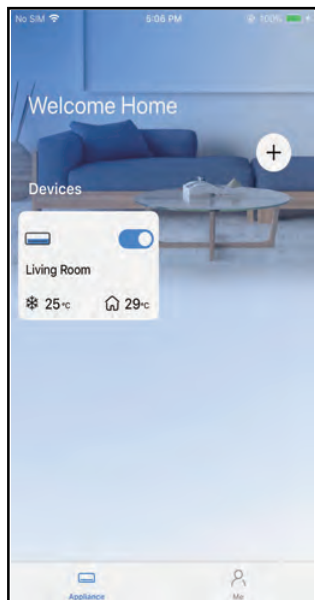 No SIM 5:06 PM 100%
Welcome Home
+
Devices
Living Room
25°C 29°C
Appliance Me